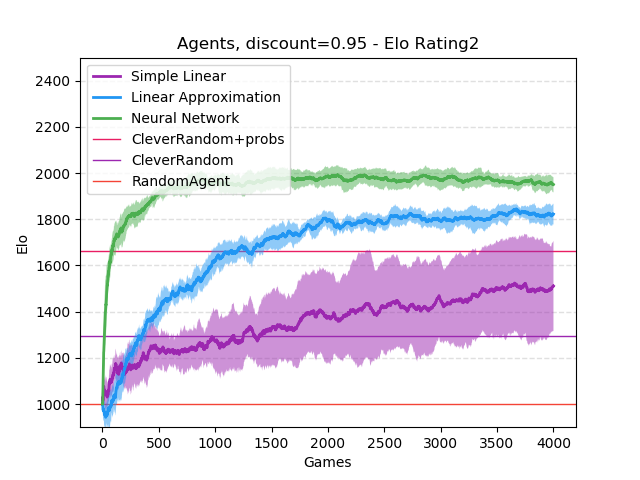 Agents, discount=0.95 - Elo Rating2
Simple Linear
Linear Approximation
Neural Network
CleverRandom+probs
CleverRandom
RandomAgent
Elo
2400
2200
2000
1800
1600
1400
1200
1000
0 500 1000 1500 2000 2500 3000 3500 4000
Games